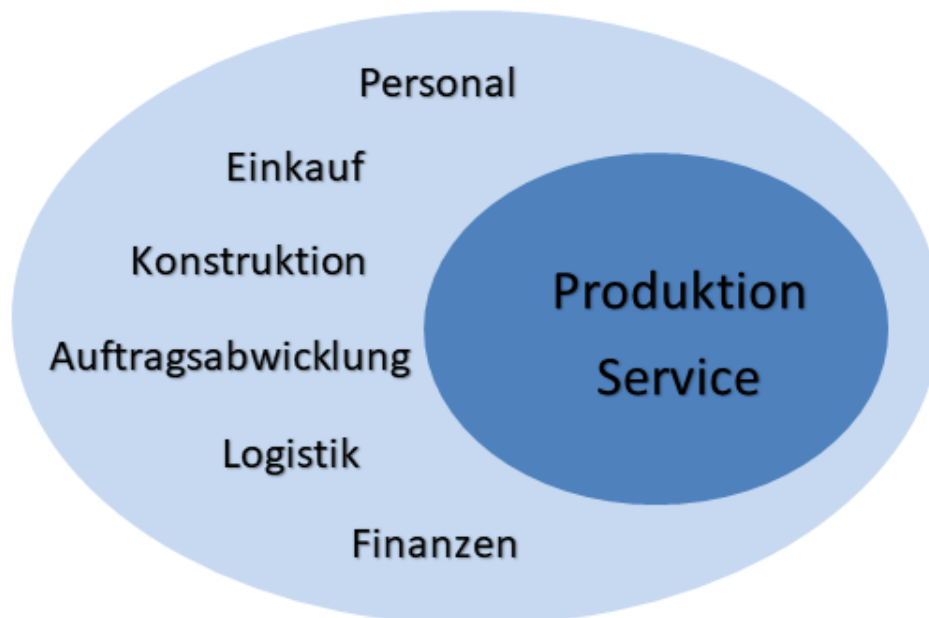 Personal
Einkauf
Konstruktion
Auftragsabwicklung
Logistik
Finanzen
Produktion
Service